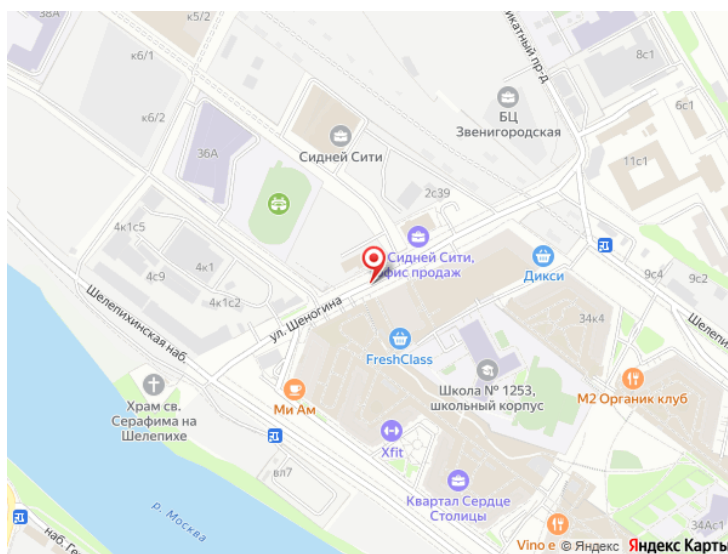 к5/2
к6/1
к6/2
36А
Сидней Сити
БЦ
Звенигородская
8с1
6с1
11с1
2с39
4к1с5
4к1
4с9
4к1с2
Сидней Сити,
офис продаж
Дикси
9с4
9с2
34к4
Шелепихинская наб.
ул. Шеногина
FreshClass
Школа № 1253,
школьный корпус
М2 Органик клуб
Ми Ам
Храм св.
Серафима на
Шелепихе
Xfit
вл7
Квартал Сердце
Столицы
р. Москва
34Ас1
Vino e
© Яндекс Яндекс Карты